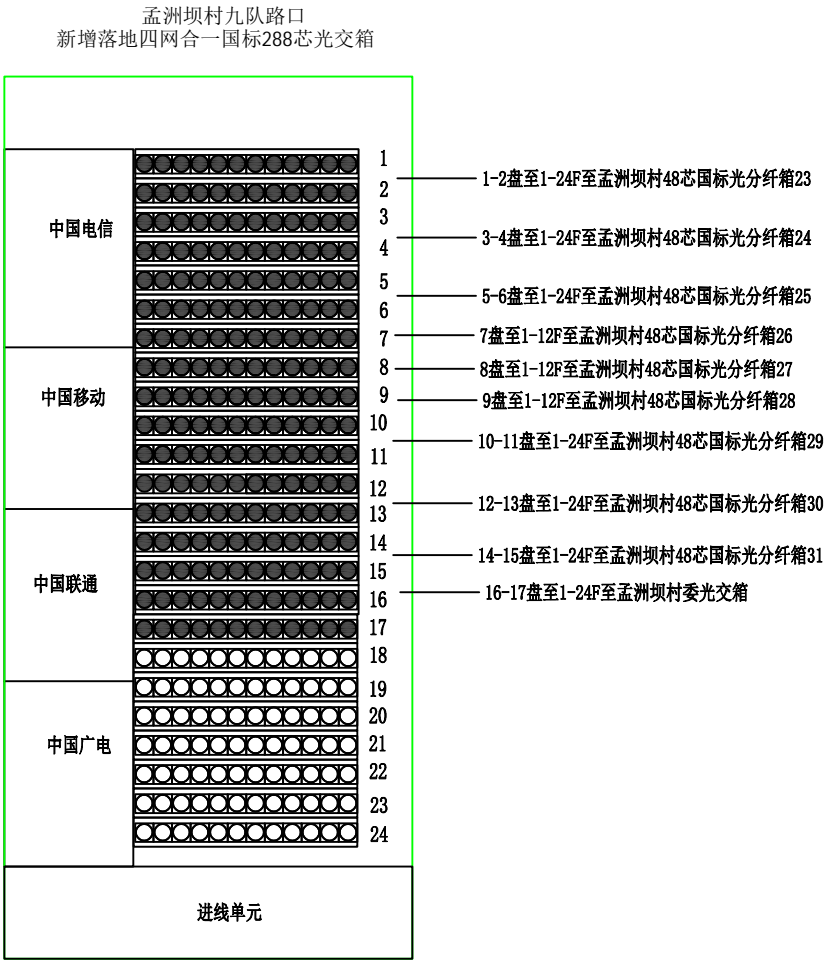 孟洲坝村九队路口
新增落地四网合一国标288芯光交箱
1
1-2盘至1-24F至孟洲坝村48芯国标光分纤箱23
2
3
中国电信
3-4盘至1-24F至孟洲坝村48芯国标光分纤箱24
4
5
5-6盘至1-24F至孟洲坝村48芯国标光分纤箱25
6
7
7盘至1-12F至孟洲坝村48芯国标光分纤箱26
8
8盘至1-12F至孟洲坝村48芯国标光分纤箱27
中国移动
9
9盘至1-12F至孟洲坝村48芯国标光分纤箱28
10
10-11盘至1-24F至孟洲坝村48芯国标光分纤箱29
11
12
12-13盘至1-24F至孟洲坝村48芯国标光分纤箱30
13
14
14-15盘至1-24F至孟洲坝村48芯国标光分纤箱31
15
中国联通
16-17盘至1-24F至孟洲坝村委光交箱
16
17
18
19
20
21
中国广电
22
23
24
进线单元